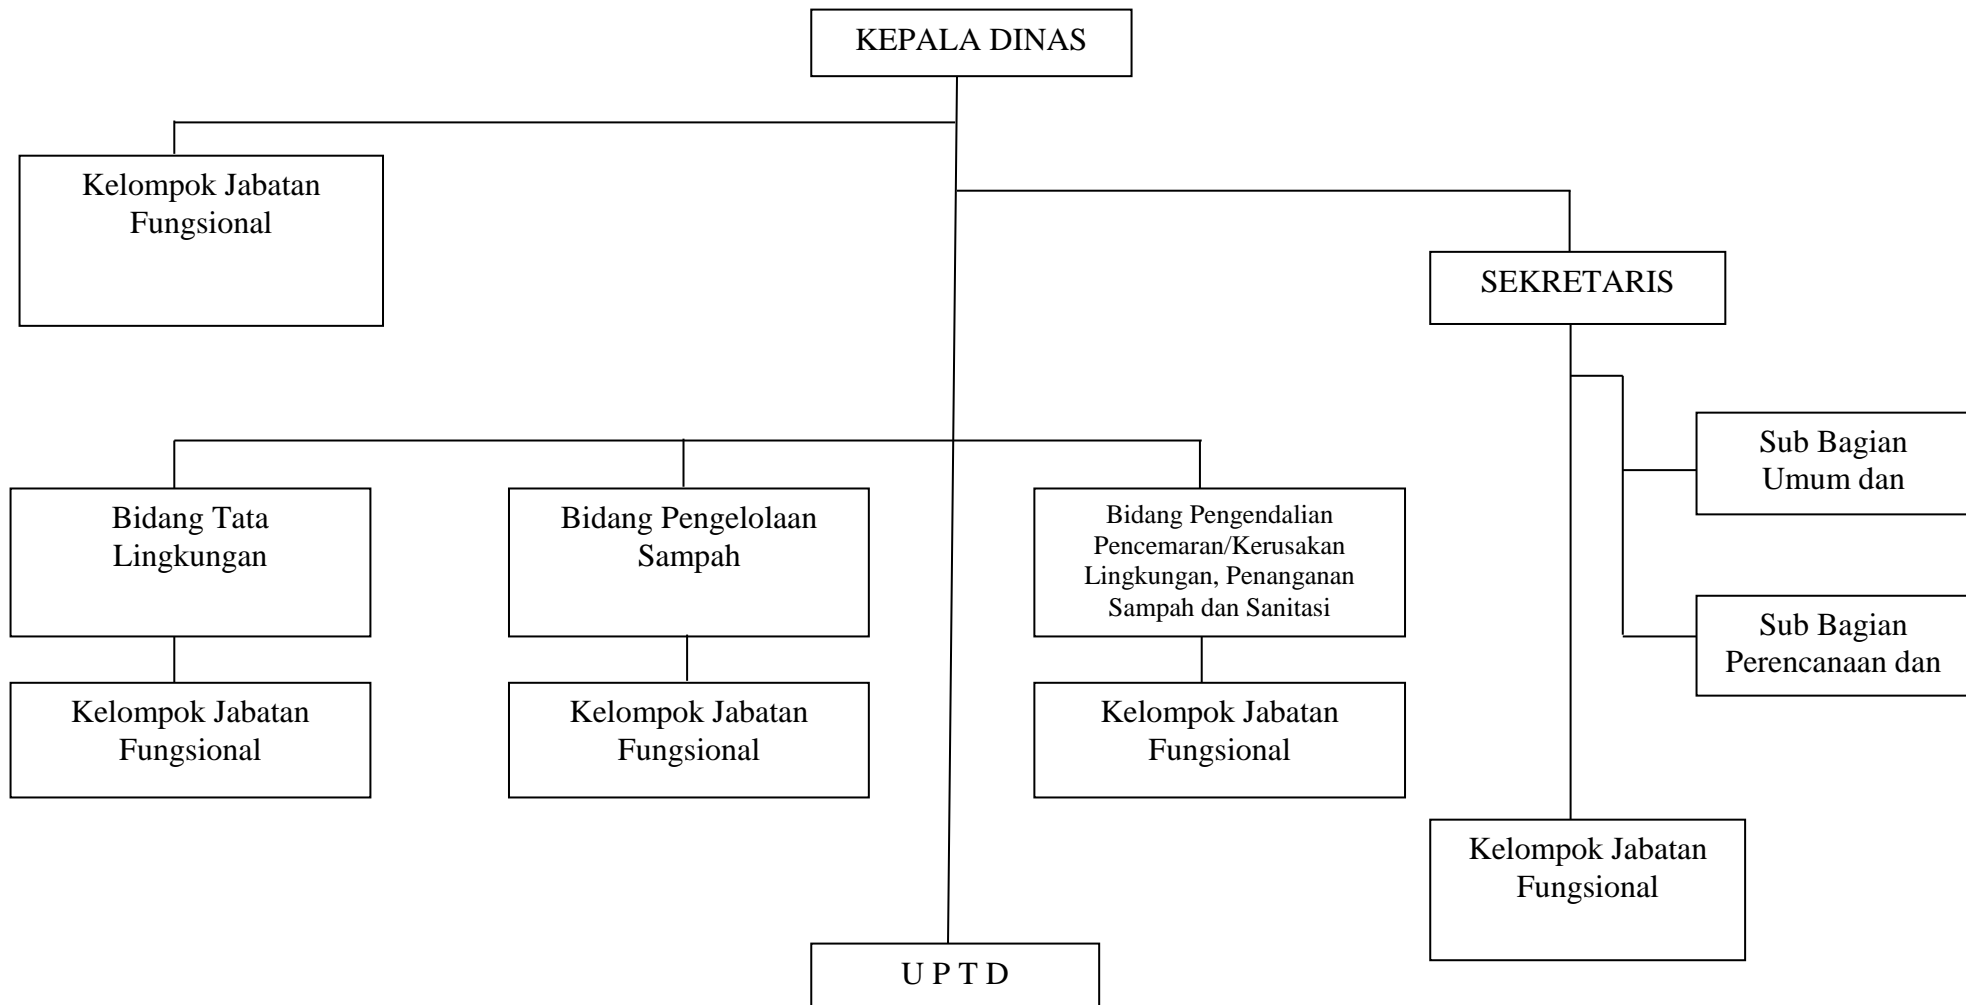 KEPALA DINAS
Kelompok Jabatan
Fungsional
SEKRETARIS
Sub Bagian
Umum dan
Bidang Tata
Lingkungan
Bidang Pengelolaan
Sampah
Bidang Pengendalian
Pencemaran/Kerusakan
Lingkungan, Penanganan
Sampah dan Sanitasi
Sub Bagian
Perencanaan dan
Kelompok Jabatan
Fungsional
Kelompok Jabatan
Fungsional
Kelompok Jabatan
Fungsional
Kelompok Jabatan
Fungsional
U P T D